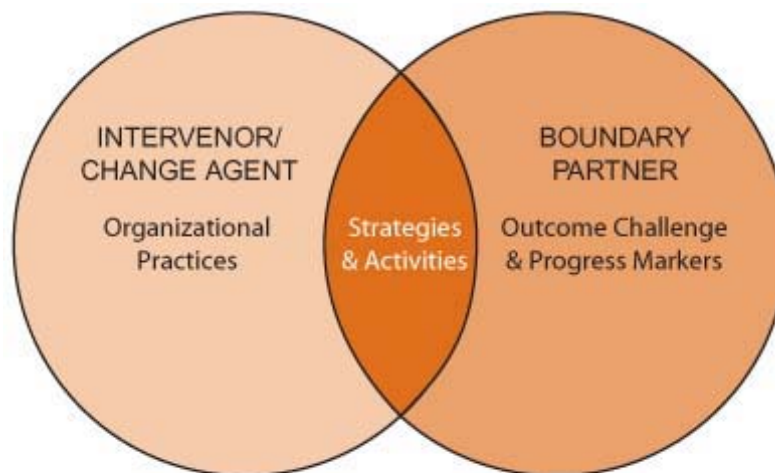 INTERVENOR/
CHANGE AGENT
Organizational
Practices
Strategies
& Activities
BOUNDARY
PARTNER
Outcome Challenge
& Progress Markers